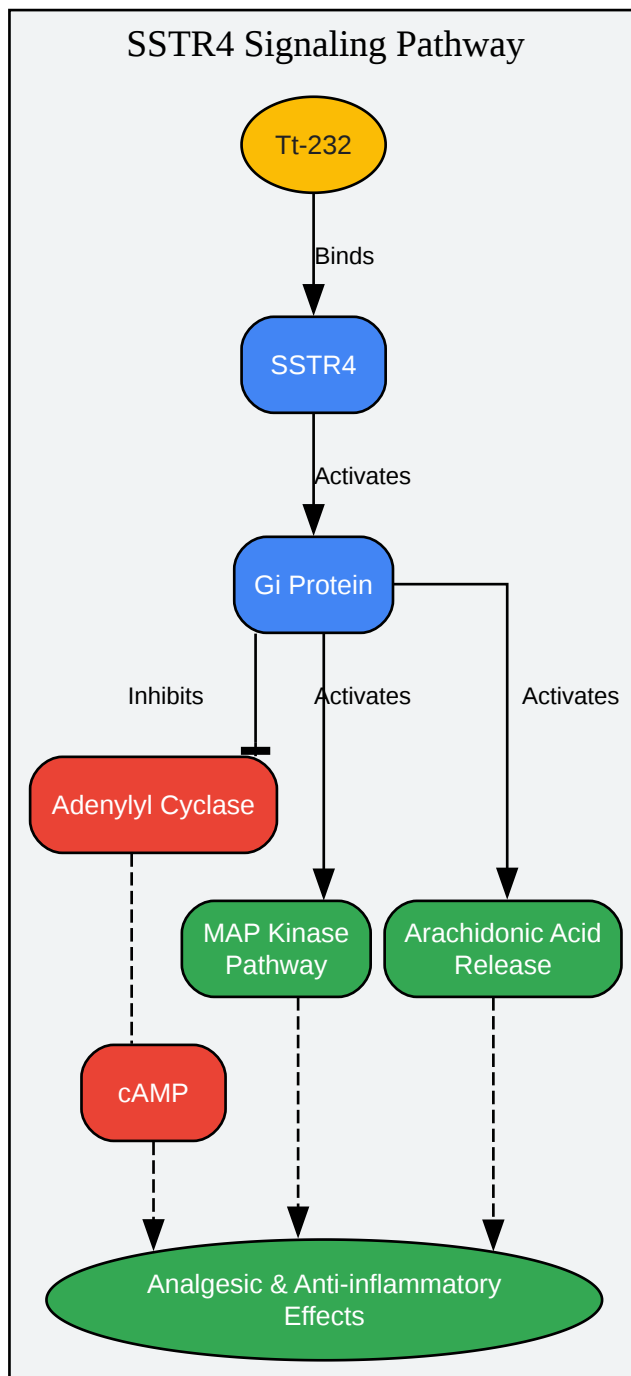 SSTR4 Signaling Pathway
Tt-232
Binds
SSTR4
Activates
Gi Protein
Inhibits
Activates
Activates
Adenylyl Cyclase
MAP Kinase
Pathway
Arachidonic Acid
Release
cAMP
Analgesic & Anti-inflammatory
Effects